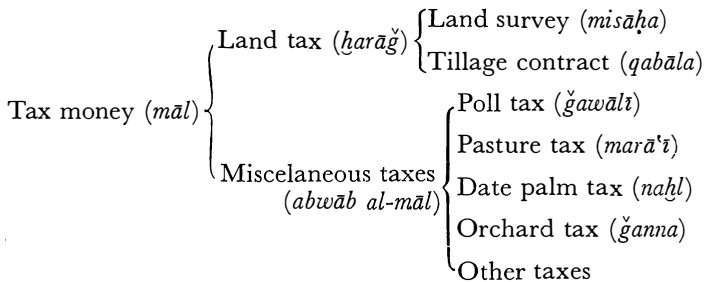 Land survey (misāḥa)
Land tax (ḫarāǧ)
Tillage contract (qabāla)
Tax money (māl)
Poll tax (ǧawālī)
Pasture tax (marāʿī)
Miscelaneous taxes
(abwāb al-māl)
Date palm tax (naḫl)
Orchard tax (ǧanna)
Other taxes